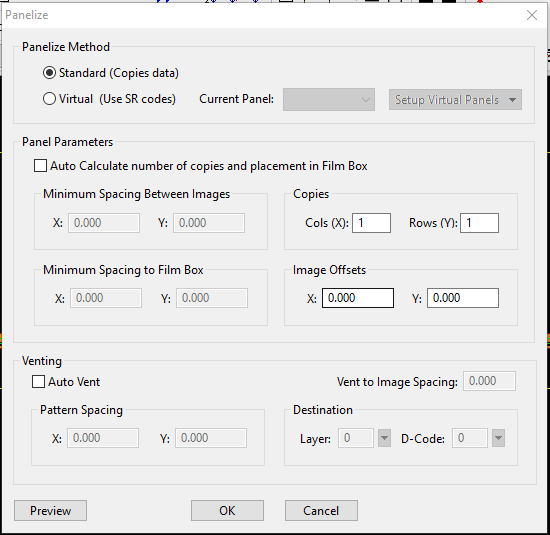 Panelize
Panelize Method
Standard (Copies data)
Virtual (Use SR codes) Current Panel: Setup Virtual Panels
Panel Parameters
Auto Calculate number of copies and placement in Film Box
Minimum Spacing Between Images Copies
X: 0.000 Y: 0.000 Cols (X): 1 Rows (Y): 1
Minimum Spacing to Film Box Image Offsets
X: 0.000 Y: 0.000 X: 0.000 Y: 0.000
Venting
Auto Vent Vent to Image Spacing: 0.000
Pattern Spacing Destination
X: 0.000 Y: 0.000 Layer: 0 D-Code: 0
Preview OK Cancel